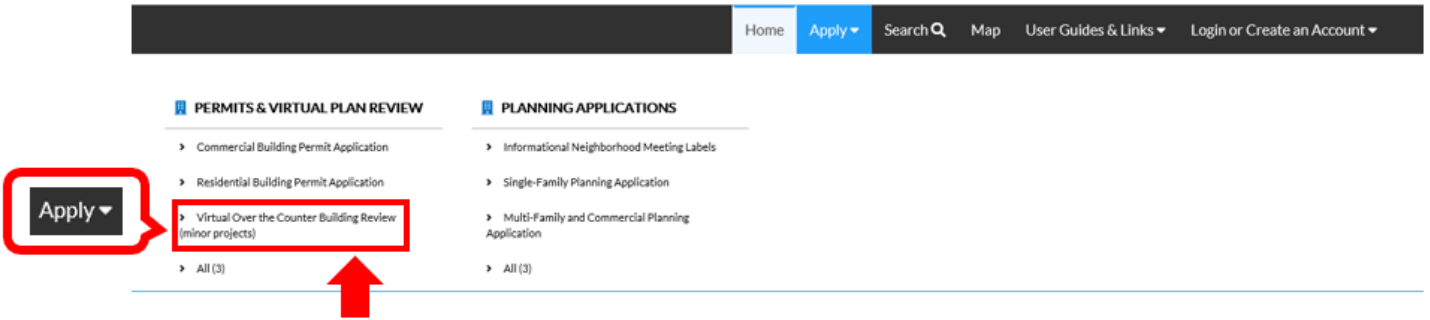 Home Apply Search Map User Guides & Links Login or Create an Account
PERMITS & VIRTUAL PLAN REVIEW
Commercial Building Permit Application
Residential Building Permit Application
Virtual Over the Counter Building Review
(minor projects)
All (3)
PLANNING APPLICATIONS
Informational Neighborhood Meeting Labels
Single-Family Planning Application
Multi-Family and Commercial Planning
Application
All (3)
Apply